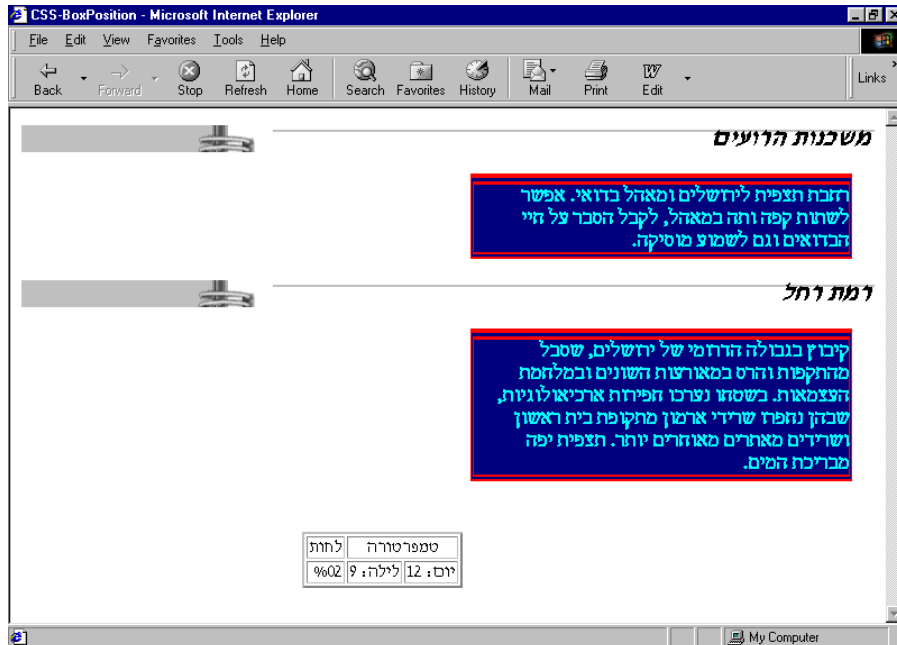 CSS-BoxPosition - Microsoft Internet Explorer
File Edit View Favorites Tools Help
Back Forward Stop Refresh Home Search Favorites History Mail Print Edit Links
משכנות הרועים
רחבת תצפית לירושלים ומאהל בדואי. אפשר
לשתות קפה ותה במאהל, לקבל הסבר על חיי
הבדואים וגם לשמוע מוסיקה.
רמת רחל
קיבוץ בגבולה הדרומי של ירושלים, שסבל
מהתקפות והרס במאורעות השונים ובמלחמת
העצמאות. בשטחו נערכו חפירות ארכיאולוגיות,
שבהן נחפרו שרידי ארמון מתקופת בית ראשון
ושרידים מאתרים מאוחרים יותר. תצפית יפה
מבריכת המים.
טמפרטורה לחות
יום: 12 לילה: 9 %02
My Computer